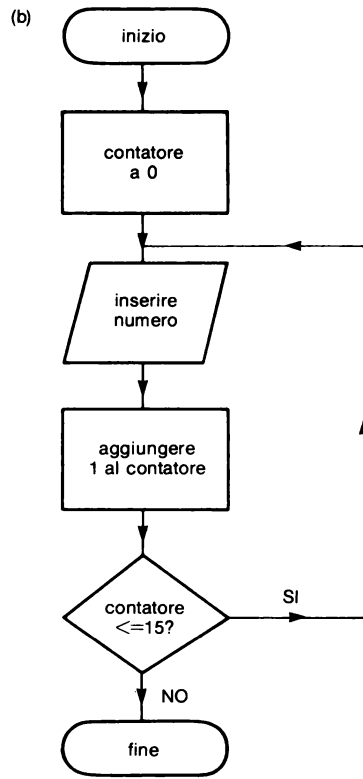 (b)
inizio
contatore
a 0
inserire
numero
aggiungere
1 al contatore
contatore
<=15?
SI
NO
fine